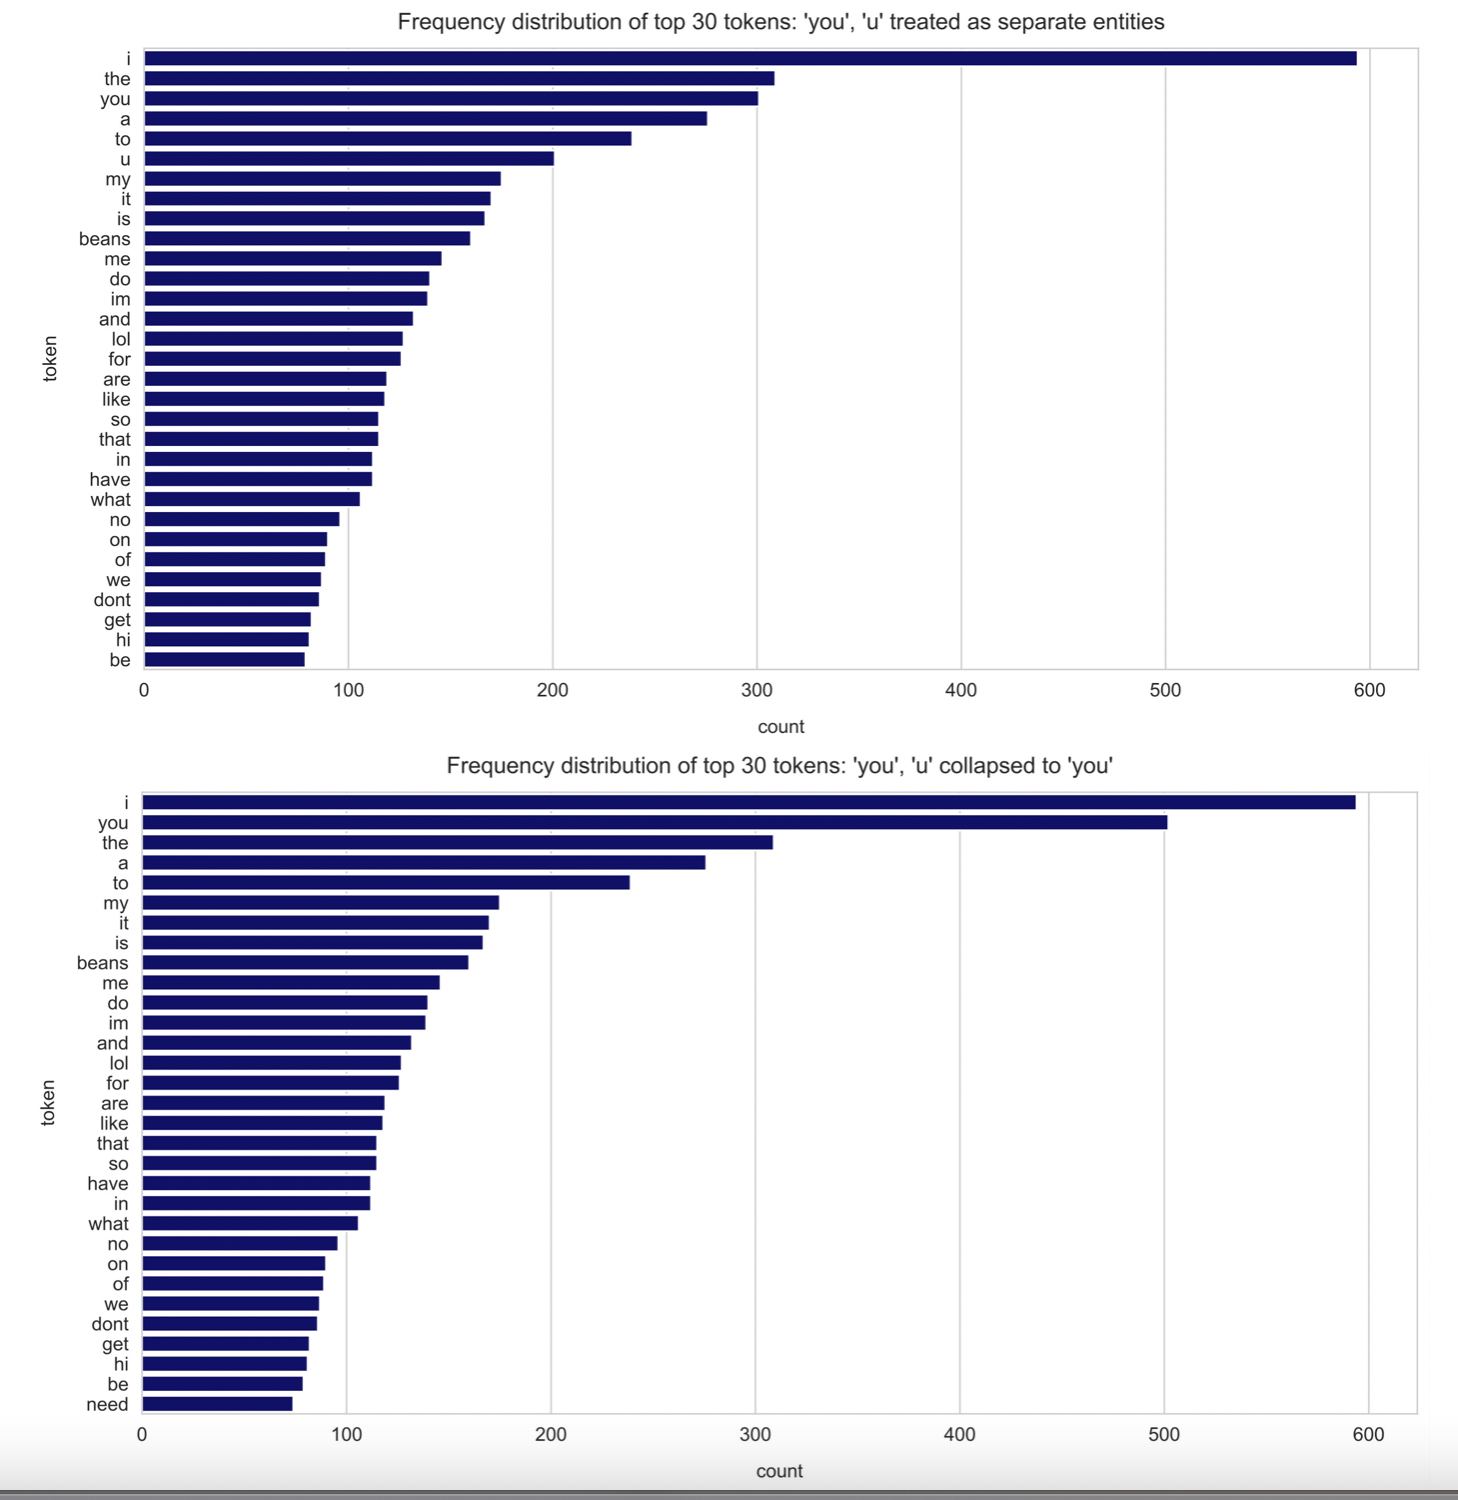 Frequency distribution of top 30 tokens: 'you', 'u' treated as separate entities
i
the
you
a
to
u
my
it
is
beans
me
do
im
and
lol
for
are
like
so
that
in
have
what
no
on
of
we
dont
get
hi
be
token
0 100 200 300 400 500 600
count
Frequency distribution of top 30 tokens: 'you', 'u' collapsed to 'you'
i
you
the
a
to
my
it
is
beans
me
do
im
and
lol
for
are
like
that
so
have
in
what
no
on
of
we
dont
get
hi
be
need
token
0 100 200 300 400 500 600
count